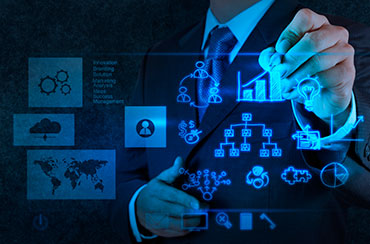 Innovation
Branding
Solution
Marketing
Analysis
Ideas
Success
Management